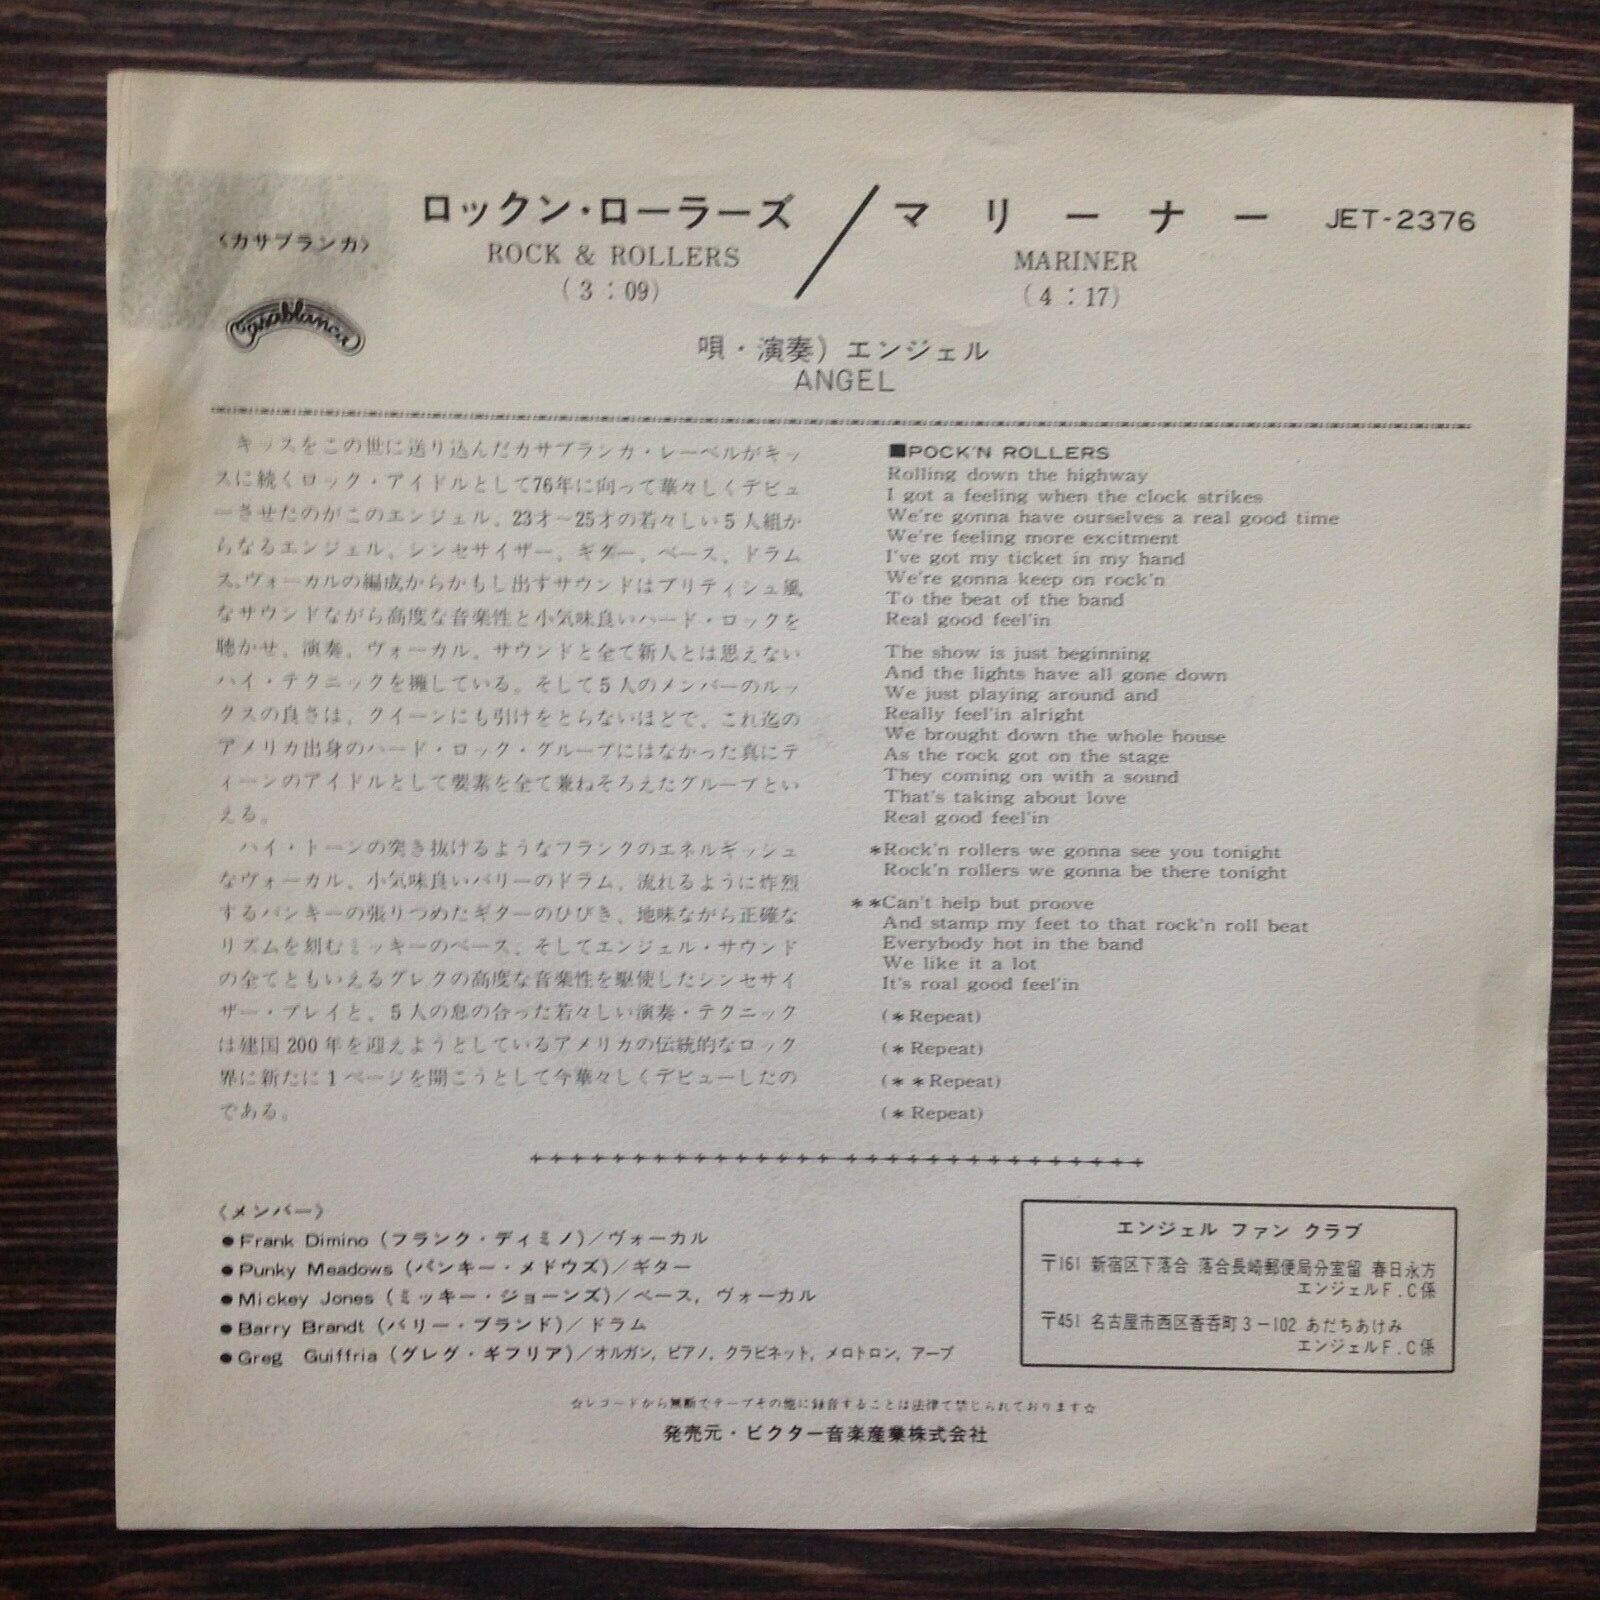 ロックン・ローラーズ／マリーナー JET-2376
〈カサブランカ〉
ROCK & ROLLERS MARINER
(3:09) (4:17)
Casablanca
唄・演奏) エンジェル
ANGEL
キッスをこの世に送り込んだカサブランカ・レーベルがキッ
スに続くロック・アイドルとして76年に向って華々しくデビュ
ーさせたのがこのエンジェル、23才〜25才の若々しい5人組か
らなるエンジェル、シンセサイザー、ギター、ベース、ドラム
ス、ヴォーカルの編成からかもし出すサウンドはブリティシュ風
なサウンドながら高度な音楽性と小気味良いハード・ロックを
聴かせ、演奏、ヴォーカル、サウンドと全て新人とは思えない
ハイ・テクニックを擁している。そして5人のメンバーのルッ
クスの良さは、クイーンにも引けをとらないほどで、これ迄の
アメリカ出身のハード・ロック・グループにはなかった真にテ
ィーンのアイドルとして要素を全て兼ねそろえたグループとい
える。
ハイ・トーンの突き抜けるようなフランクのエネルギッシュ
なヴォーカル、小気味良いバリーのドラム、流れるように炸烈
するパンキーの張りつめたギターのひびき、地味ながら正確な
リズムを刻むミッキーのベース、そしてエンジェル・サウンド
の全てともいえるグレクの高度な音楽性を駆使したシンセサイ
ザー・プレイと、5人の息の合った若々しい演奏・テクニック
は建国200年を迎えようとしているアメリカの伝統的なロック
界に新たに1ページを開こうとして今華々しくデビューしたの
である。
■POCK'N ROLLERS
Rolling down the highway
I got a feeling when the clock strikes
We're gonna have ourselves a real good time
We're feeling more excitment
I've got my ticket in my hand
We're gonna keep on rock'n
To the beat of the band
Real good feel'in
The show is just beginning
And the lights have all gone down
We just playing around and
Really feel'in alright
We brought down the whole house
As the rock got on the stage
They coming on with a sound
That's taking about love
Real good feel'in
*Rock'n rollers we gonna see you tonight
Rock'n rollers we gonna be there tonight
**Can't help but proove
And stamp my feet to that rock'n roll beat
Everybody hot in the band
We like it a lot
It's roal good feel'in
(*Repeat)
(*Repeat)
(**Repeat)
(*Repeat)
《メンバー》
●Frank Dimino (フランク・ディミノ)／ヴォーカル
●Punky Meadows (パンキー・メドウズ)／ギター
●Mickey Jones (ミッキー・ジョーンズ)／ベース, ヴォーカル
●Barry Brandt (バリー・ブランド)／ドラム
●Greg Guiffria (グレグ・ギフリア)／オルガン, ピアノ, クラビネット, メロトロン, アープ
エンジェル ファン クラブ
〒161 新宿区下落合 落合長崎郵便局分室留 春日永方
エンジェルF.C係
〒451 名古屋市西区香呑町3-102 あだちあけみ
エンジェルF.C係
☆レコードから無断でテープその他に録音することは法律で禁じられております☆
発売元・ビクター音楽産業株式会社